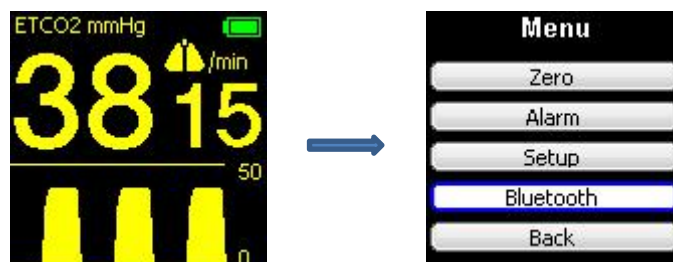 ETCO2 mmHg
38
/min
15
50
0
Menu
Zero
Alarm
Setup
Bluetooth
Back